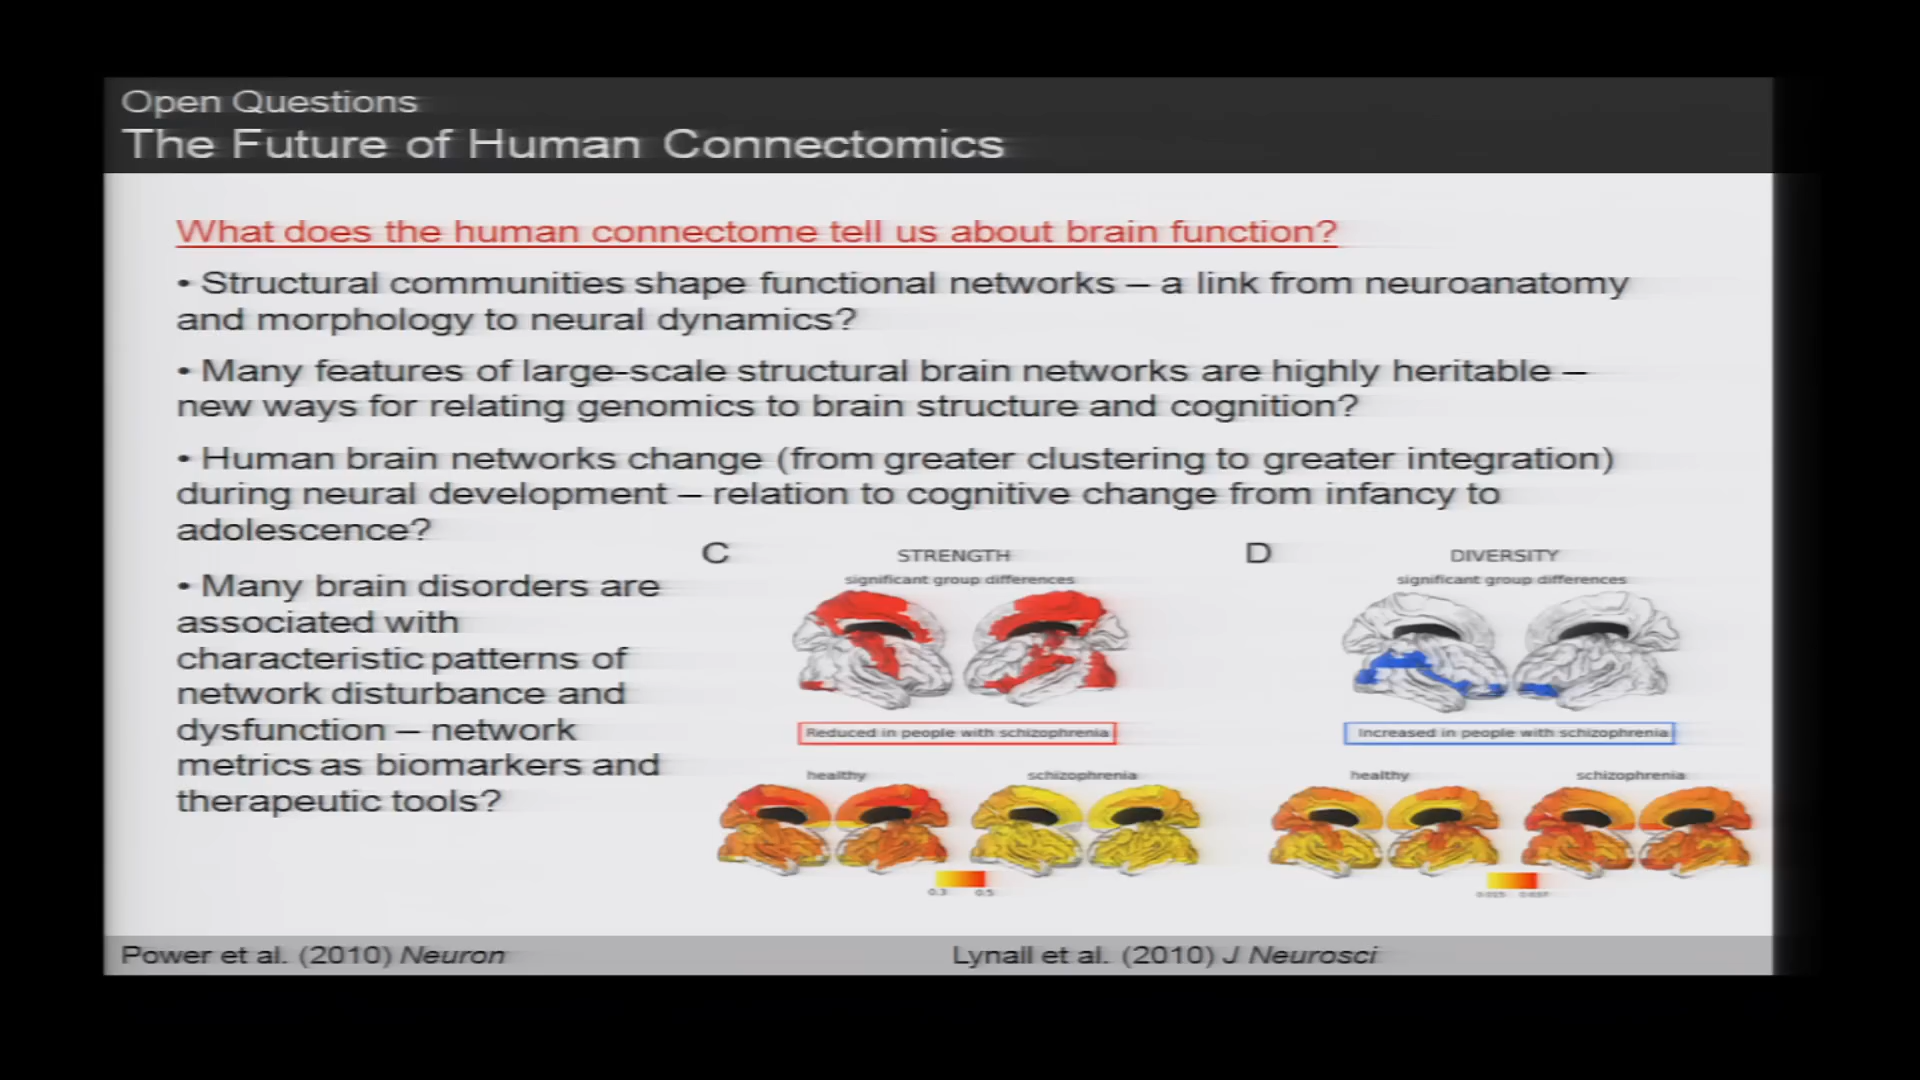 Open Questions
The Future of Human Connectomics
What does the human connectome tell us about brain function?
• Structural communities shape functional networks – a link from neuroanatomy
and morphology to neural dynamics?
• Many features of large-scale structural brain networks are highly heritable –
new ways for relating genomics to brain structure and cognition?
• Human brain networks change (from greater clustering to greater integration)
during neural development – relation to cognitive change from infancy to
adolescence?
• Many brain disorders are
associated with
characteristic patterns of
network disturbance and
dysfunction – network
metrics as biomarkers and
therapeutic tools?
C
STRENGTH
significant group differences
Reduced in people with schizophrenia
healthy
schizophrenia
0.3
0.5
D
DIVERSITY
significant group differences
Increased in people with schizophrenia
healthy
schizophrenia
Power et al. (2010) Neuron
Lynall et al. (2010) J Neurosci